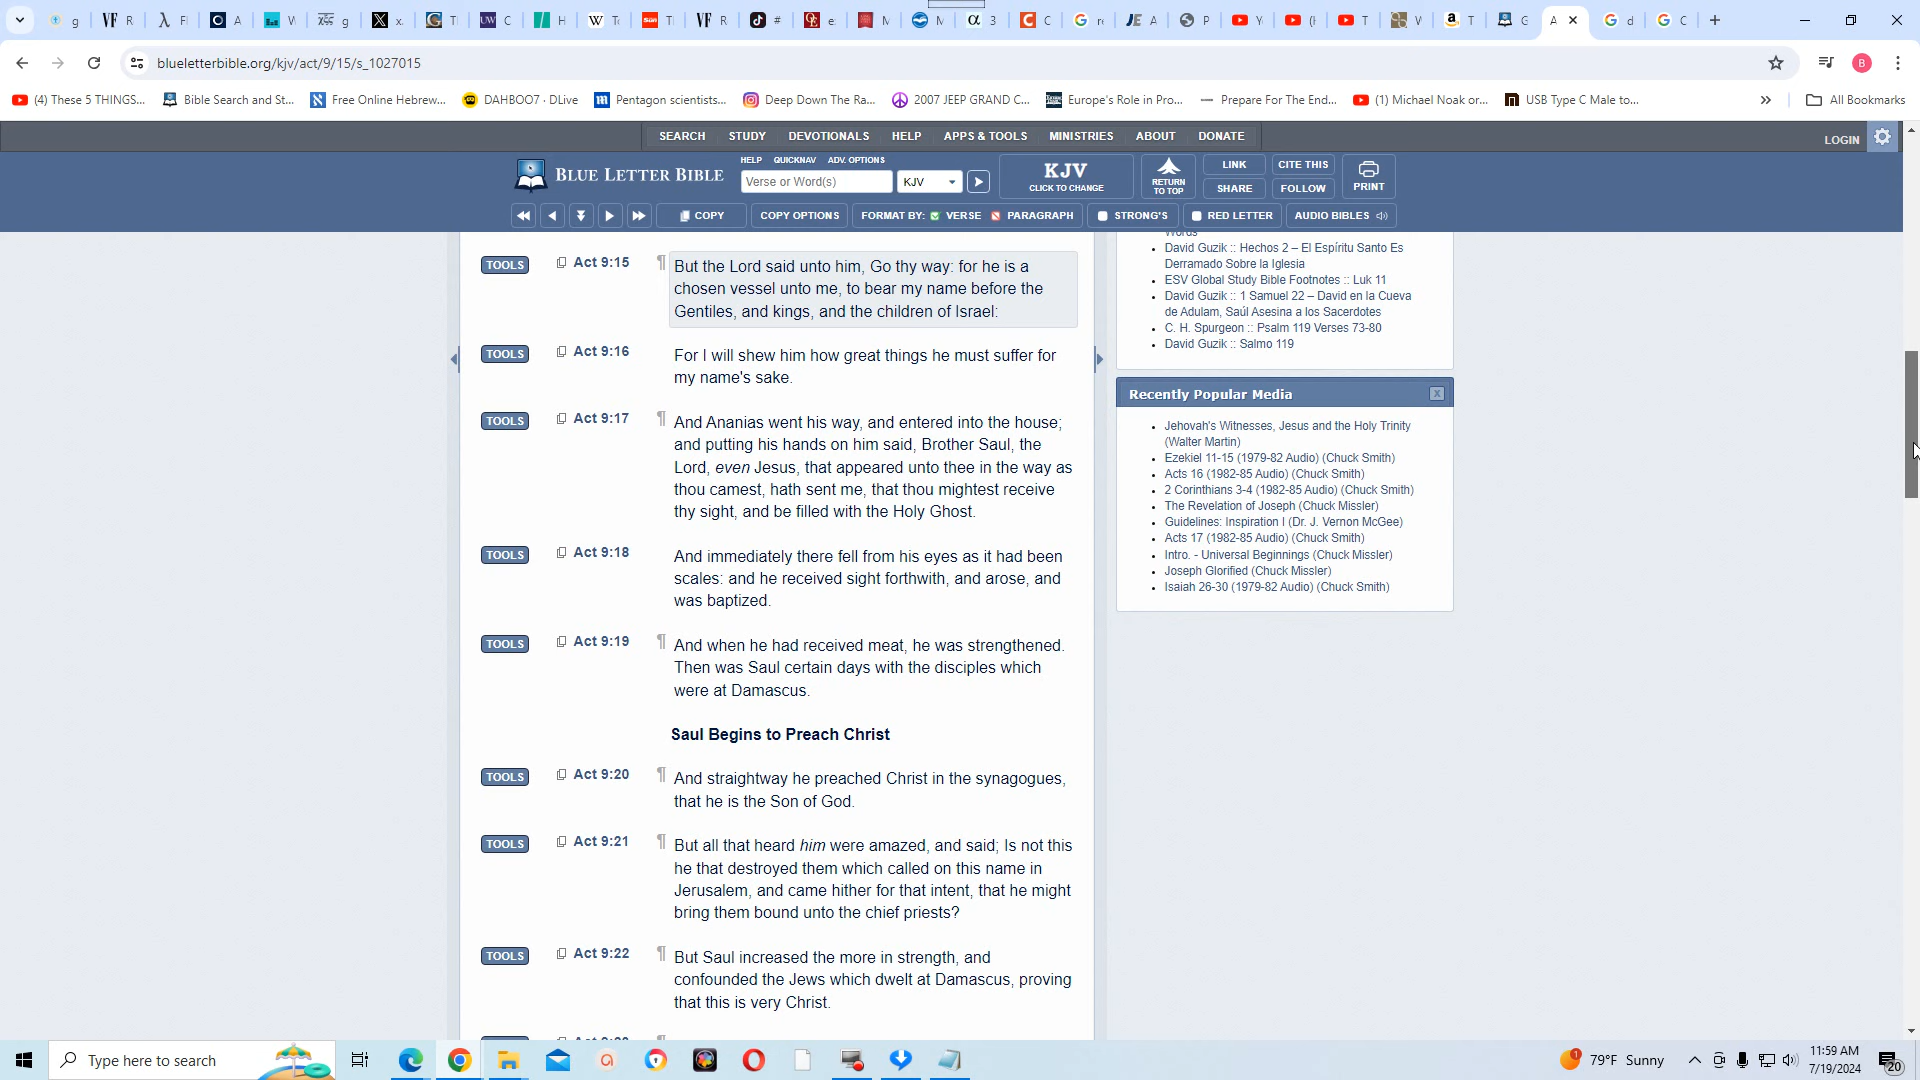 blueletterbible.org/kjv/act/9/15/s_1027015
(4) These 5 THINGS...
Bible Search and St...
Free Online Hebrew...
DAHBOO7 · DLive
Pentagon scientists...
Deep Down The Ra...
2007 JEEP GRAND C...
Europe's Role in Pro...
Prepare For The End...
(1) Michael Noak or...
USB Type C Male to...
All Bookmarks
SEARCH STUDY DEVOTIONALS HELP APPS & TOOLS MINISTRIES ABOUT DONATE
LOGIN
BLUE LETTER BIBLE
HELP QUICKNAV ADV. OPTIONS
Verse or Word(s)
KJV
KJV
CLICK TO CHANGE
RETURN
TO TOP
LINK
CITE THIS
SHARE
FOLLOW
PRINT
COPY
COPY OPTIONS
FORMAT BY: VERSE PARAGRAPH
STRONG'S
RED LETTER
AUDIO BIBLES
TOOLS
Act 9:15
¶ But the Lord said unto him, Go thy way: for he is a
chosen vessel unto me, to bear my name before the
Gentiles, and kings, and the children of Israel:
TOOLS
Act 9:16
For I will shew him how great things he must suffer for
my name's sake.
TOOLS
Act 9:17
¶ And Ananias went his way, and entered into the house;
and putting his hands on him said, Brother Saul, the
Lord, even Jesus, that appeared unto thee in the way as
thou camest, hath sent me, that thou mightest receive
thy sight, and be filled with the Holy Ghost.
TOOLS
Act 9:18
And immediately there fell from his eyes as it had been
scales: and he received sight forthwith, and arose, and
was baptized.
TOOLS
Act 9:19
¶ And when he had received meat, he was strengthened.
Then was Saul certain days with the disciples which
were at Damascus.
Saul Begins to Preach Christ
TOOLS
Act 9:20
¶ And straightway he preached Christ in the synagogues,
that he is the Son of God.
TOOLS
Act 9:21
¶ But all that heard him were amazed, and said; Is not this
he that destroyed them which called on this name in
Jerusalem, and came hither for that intent, that he might
bring them bound unto the chief priests?
TOOLS
Act 9:22
¶ But Saul increased the more in strength, and
confounded the Jews which dwelt at Damascus, proving
that this is very Christ.
Words
David Guzik :: Hechos 2 – El Espíritu Santo Es
Derramado Sobre la Iglesia
ESV Global Study Bible Footnotes :: Luk 11
David Guzik :: 1 Samuel 22 – David en la Cueva
de Adulam, Saúl Asesina a los Sacerdotes
C. H. Spurgeon :: Psalm 119 Verses 73-80
David Guzik :: Salmo 119
Recently Popular Media
Jehovah's Witnesses, Jesus and the Holy Trinity
(Walter Martin)
Ezekiel 11-15 (1979-82 Audio) (Chuck Smith)
Acts 16 (1982-85 Audio) (Chuck Smith)
2 Corinthians 3-4 (1982-85 Audio) (Chuck Smith)
The Revelation of Joseph (Chuck Missler)
Guidelines: Inspiration I (Dr. J. Vernon McGee)
Acts 17 (1982-85 Audio) (Chuck Smith)
Intro. - Universal Beginnings (Chuck Missler)
Joseph Glorified (Chuck Missler)
Isaiah 26-30 (1979-82 Audio) (Chuck Smith)
Type here to search
79°F Sunny
11:59 AM
7/19/2024
20